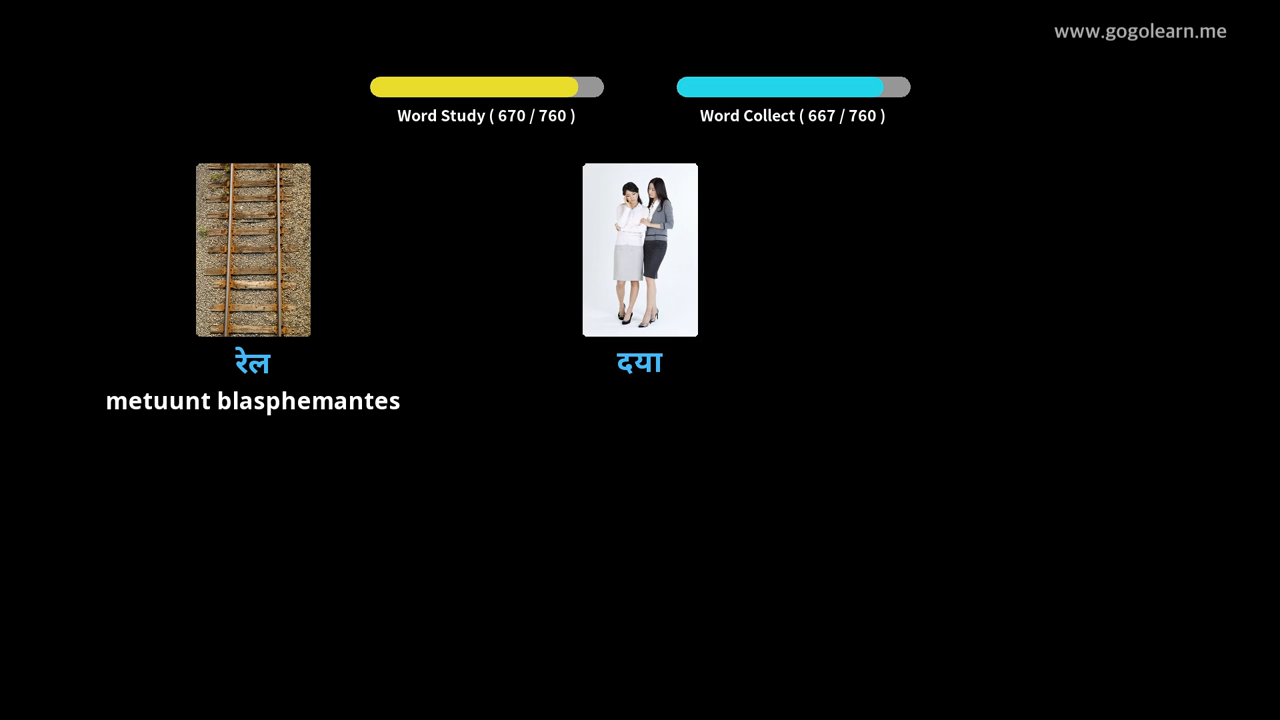 www.gogolearn.me
Word Study ( 670 / 760 )
Word Collect ( 667 / 760 )
रेल
दया
metuunt blasphemantes